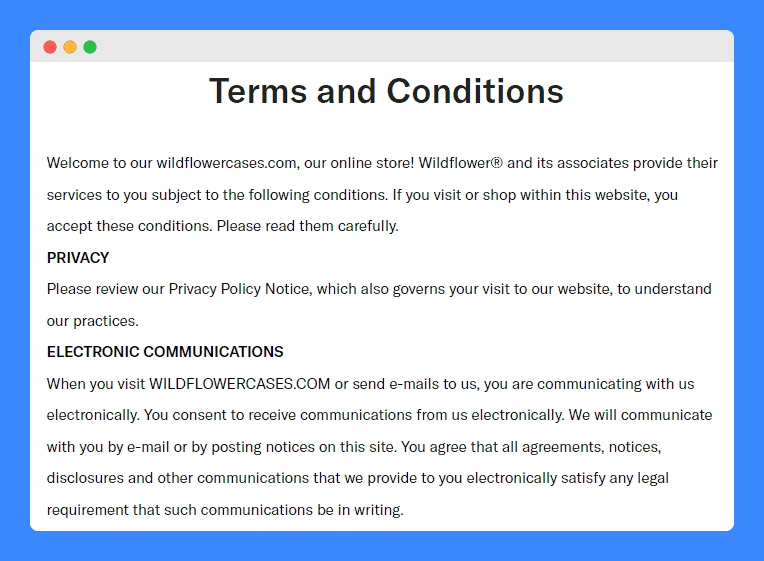 Terms and Conditions
Welcome to our wildflowercases.com, our online store! Wildflower® and its associates provide their
services to you subject to the following conditions. If you visit or shop within this website, you
accept these conditions. Please read them carefully.
PRIVACY
Please review our Privacy Policy Notice, which also governs your visit to our website, to understand
our practices.
ELECTRONIC COMMUNICATIONS
When you visit WILDFLOWERCASES.COM or send e-mails to us, you are communicating with us
electronically. You consent to receive communications from us electronically. We will communicate
with you by e-mail or by posting notices on this site. You agree that all agreements, notices,
disclosures and other communications that we provide to you electronically satisfy any legal
requirement that such communications be in writing.